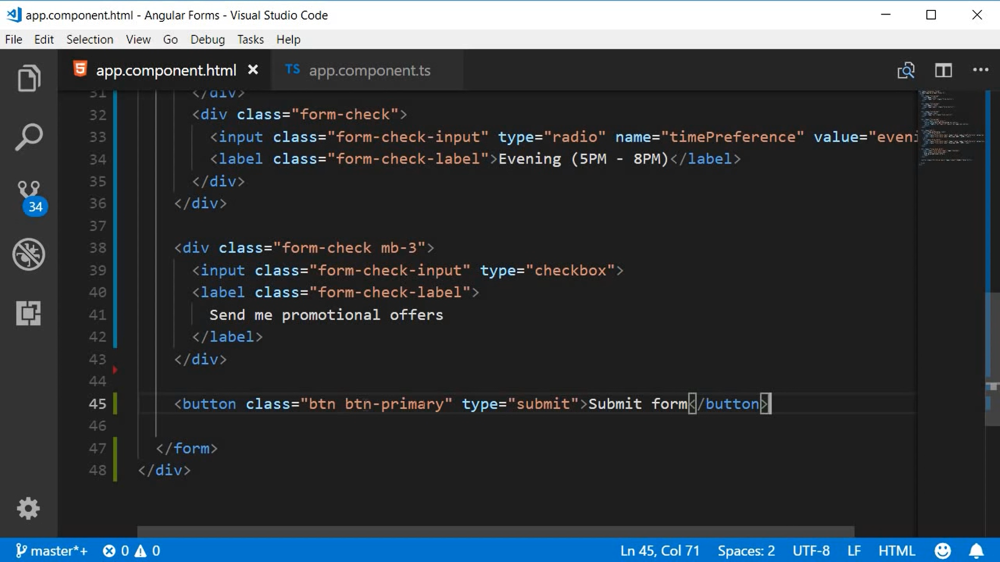 app.component.html - Angular Forms - Visual Studio Code
File Edit Selection View Go Debug Tasks Help
app.component.html TS app.component.ts
31 </div>
32 <div class="form-check">
33 <input class="form-check-input" type="radio" name="timePreference" value="eveni
34 <label class="form-check-label">Evening (5PM - 8PM)</label>
35 </div>
36 </div>
37
38 <div class="form-check mb-3">
39 <input class="form-check-input" type="checkbox">
40 <label class="form-check-label">
41 Send me promotional offers
42 </label>
43 </div>
44
45 <button class="btn btn-primary" type="submit">Submit form</button>
46
47 </form>
48 </div>
34
master*+ 0 0 Ln 45, Col 71 Spaces: 2 UTF-8 LF HTML